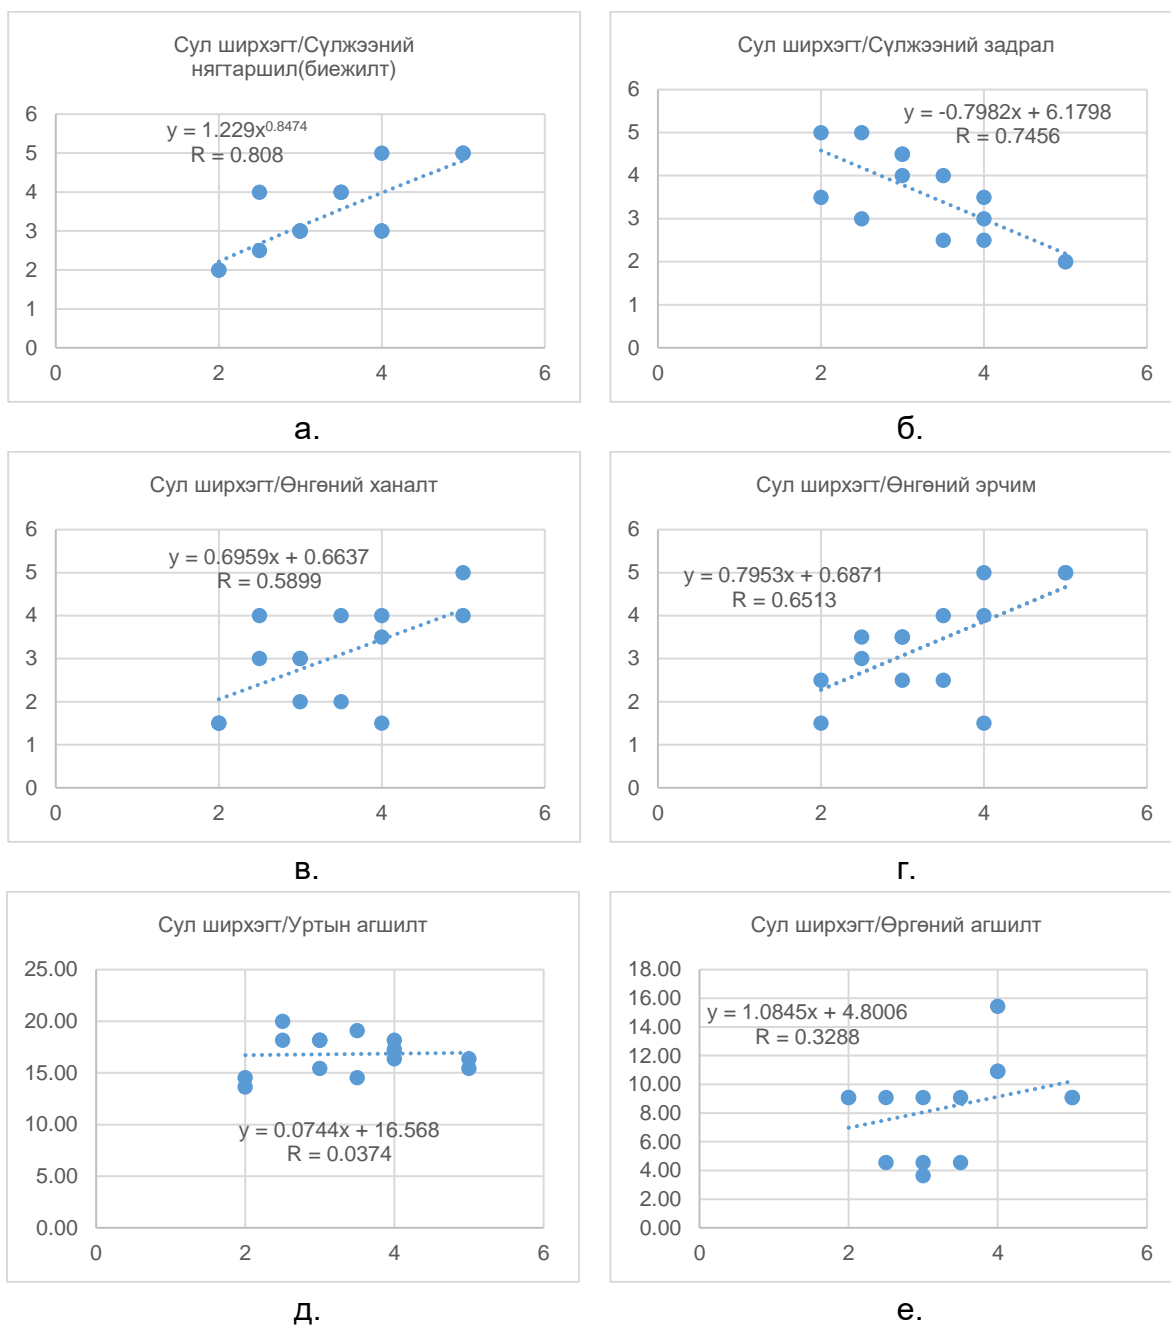 Сул ширхэгт/Сүлжээний
нягтаршил(биежилт)
y = 1.229x^0.8474
R = 0.808
6
5
4
3
2
1
0
0 2 4 6
а.
Сул ширхэгт/Сүлжээний задрал
y = -0.7982x + 6.1798
R = 0.7456
6
5
4
3
2
1
0
0 2 4 6
б.
Сул ширхэгт/Өнгөний ханалт
y = 0.6959x + 0.6637
R = 0.5899
6
5
4
3
2
1
0
0 2 4 6
в.
Сул ширхэгт/Өнгөний эрчим
y = 0.7953x + 0.6871
R = 0.6513
6
5
4
3
2
1
0
0 2 4 6
г.
Сул ширхэгт/Уртын агшилт
25.00
20.00
15.00
10.00
5.00
0.00
y = 0.0744x + 16.568
R = 0.0374
0 2 4 6
д.
Сул ширхэгт/Өргөний агшилт
18.00
16.00
14.00
12.00
10.00
8.00
6.00
4.00
2.00
0.00
y = 1.0845x + 4.8006
R = 0.3288
0 2 4 6
е.